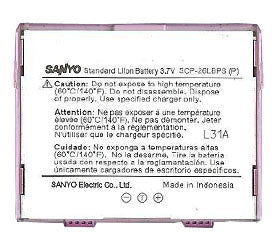 SANYO Standard LiIon Battery 3.7V SCP-26LBPS (P)
Caution: Do not expose to high temperature
(60°C/140°F). Do not disassemble. Dispose of
properly. Use specified charger only.
Attention: Ne pas exposer a une température
élevée (60°C/140°F). Ne pas démonter. Jeter
conformément à la réglementation.
N'utiliser que le chargeur specifié. L31A
Cuidado: No exponga a temperaturas altas
(60°C/140°F). No la desarme. Tire la bateria
usada con respecto a la reglamentación. Use
únicamente cargadores de escritorio específicos.
SANYO Electric Co., Ltd. Made in Indonesia